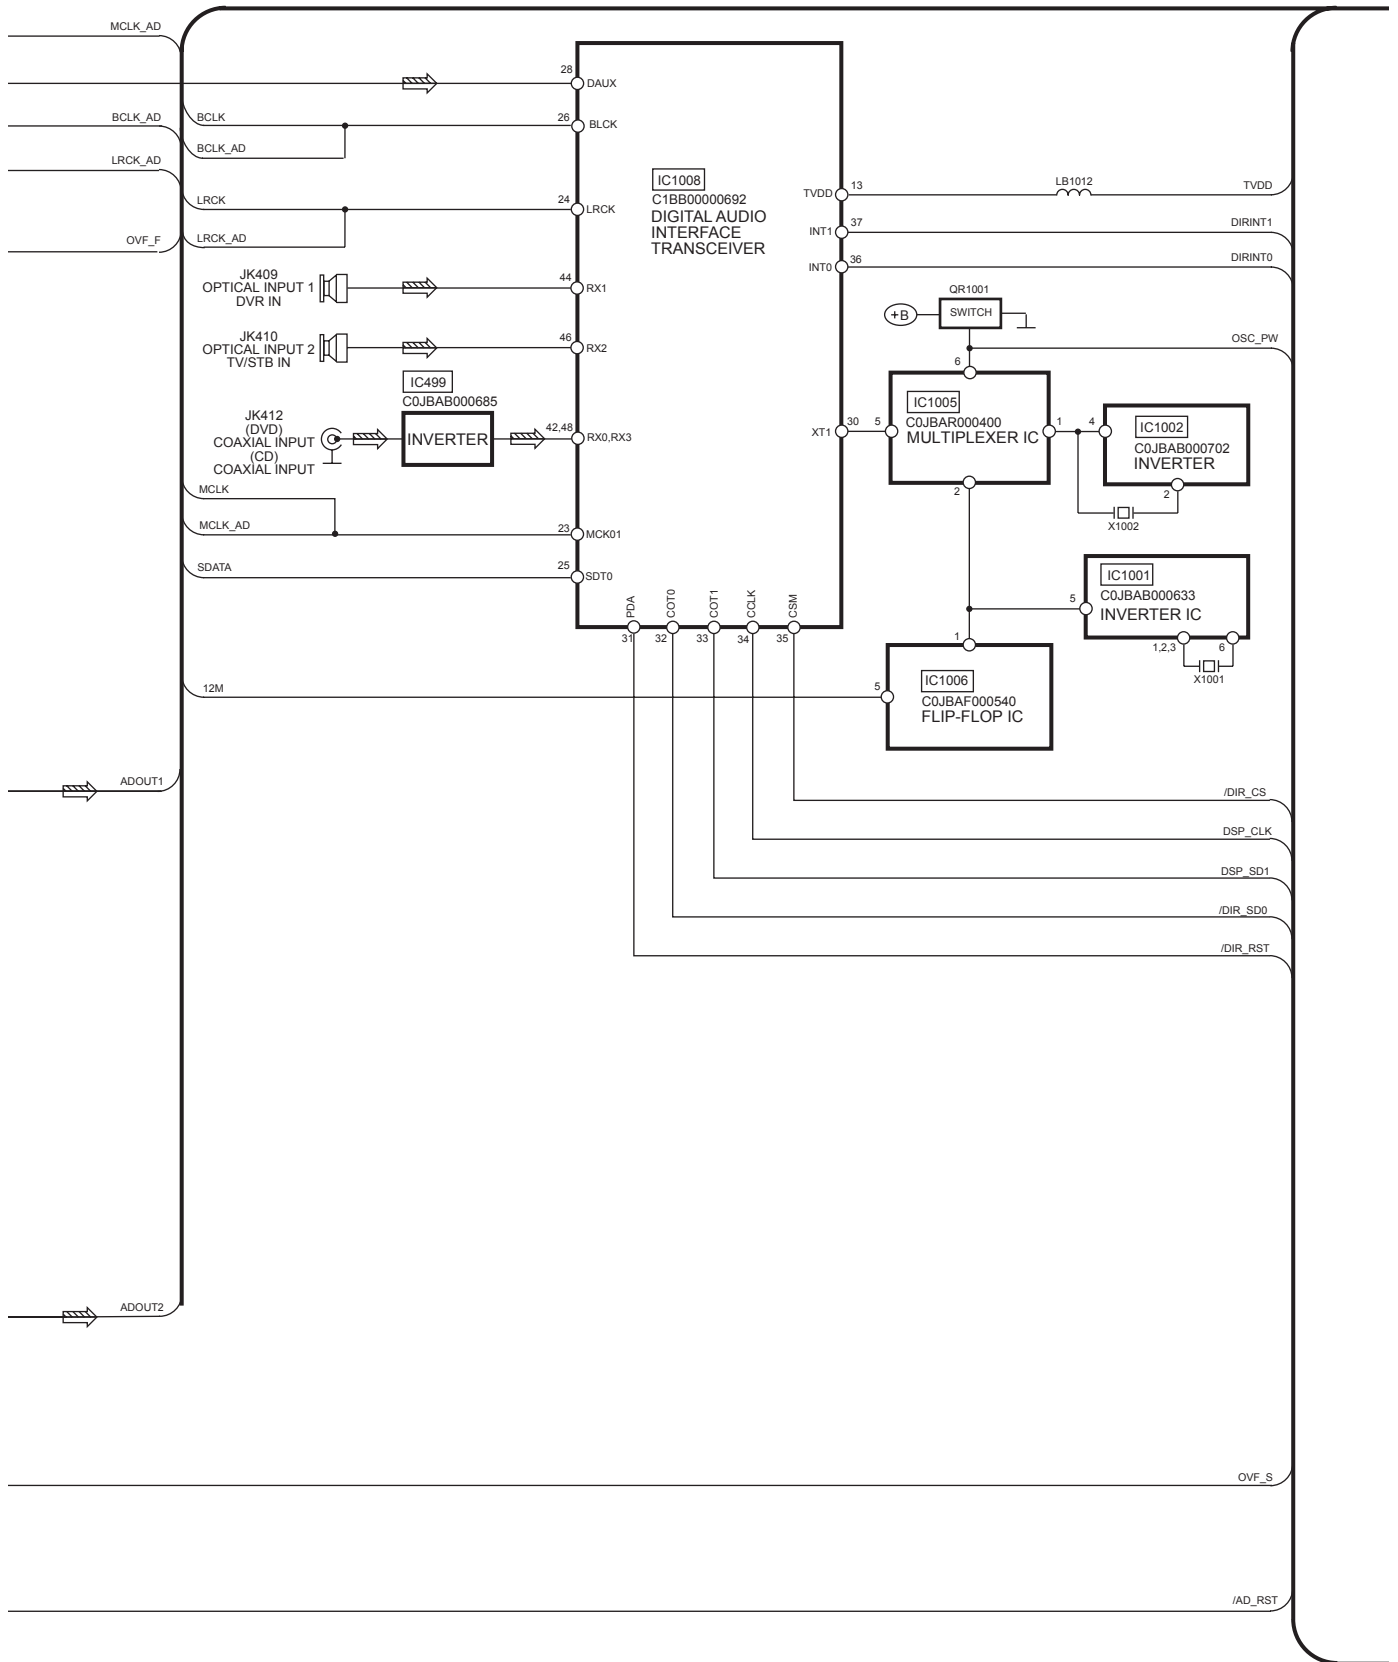 MCLK_AD
BCLK_AD
LRCK_AD
OVF_F
BCLK
BCLK_AD
LRCK
LRCK_AD
28
DAUX
26
BLCK
24
LRCK
IC1008
C1BB00000692
DIGITAL AUDIO
INTERFACE
TRANSCEIVER
TVDD
13
LB1012
TVDD
INT1
37
DIRINT1
INT0
36
DIRINT0
JK409
OPTICAL INPUT 1
DVR IN
44
RX1
JK410
OPTICAL INPUT 2
TV/STB IN
46
RX2
IC499
C0JBAB000685
INVERTER
JK412
(DVD)
COAXIAL INPUT
(CD)
COAXIAL INPUT
42,48
RX0,RX3
MCLK
MCLK_AD
23
MCK01
SDATA
25
SDT0
QR1001
+B
SWITCH
OSC_PW
6
IC1005
C0JBAR000400
MULTIPLEXER IC
XT1
30
5
1
4
2
IC1002
C0JBAB000702
INVERTER
2
X1002
IC1001
C0JBAB000633
INVERTER IC
5
1,2,3
6
X1001
PDA
COT0
COT1
CCLK
CSM
31
32
33
34
35
1
12M
5
IC1006
C0JBAF000540
FLIP-FLOP IC
ADOUT1
/DIR_CS
DSP_CLK
DSP_SD1
/DIR_SD0
/DIR_RST
ADOUT2
OVF_S
/AD_RST